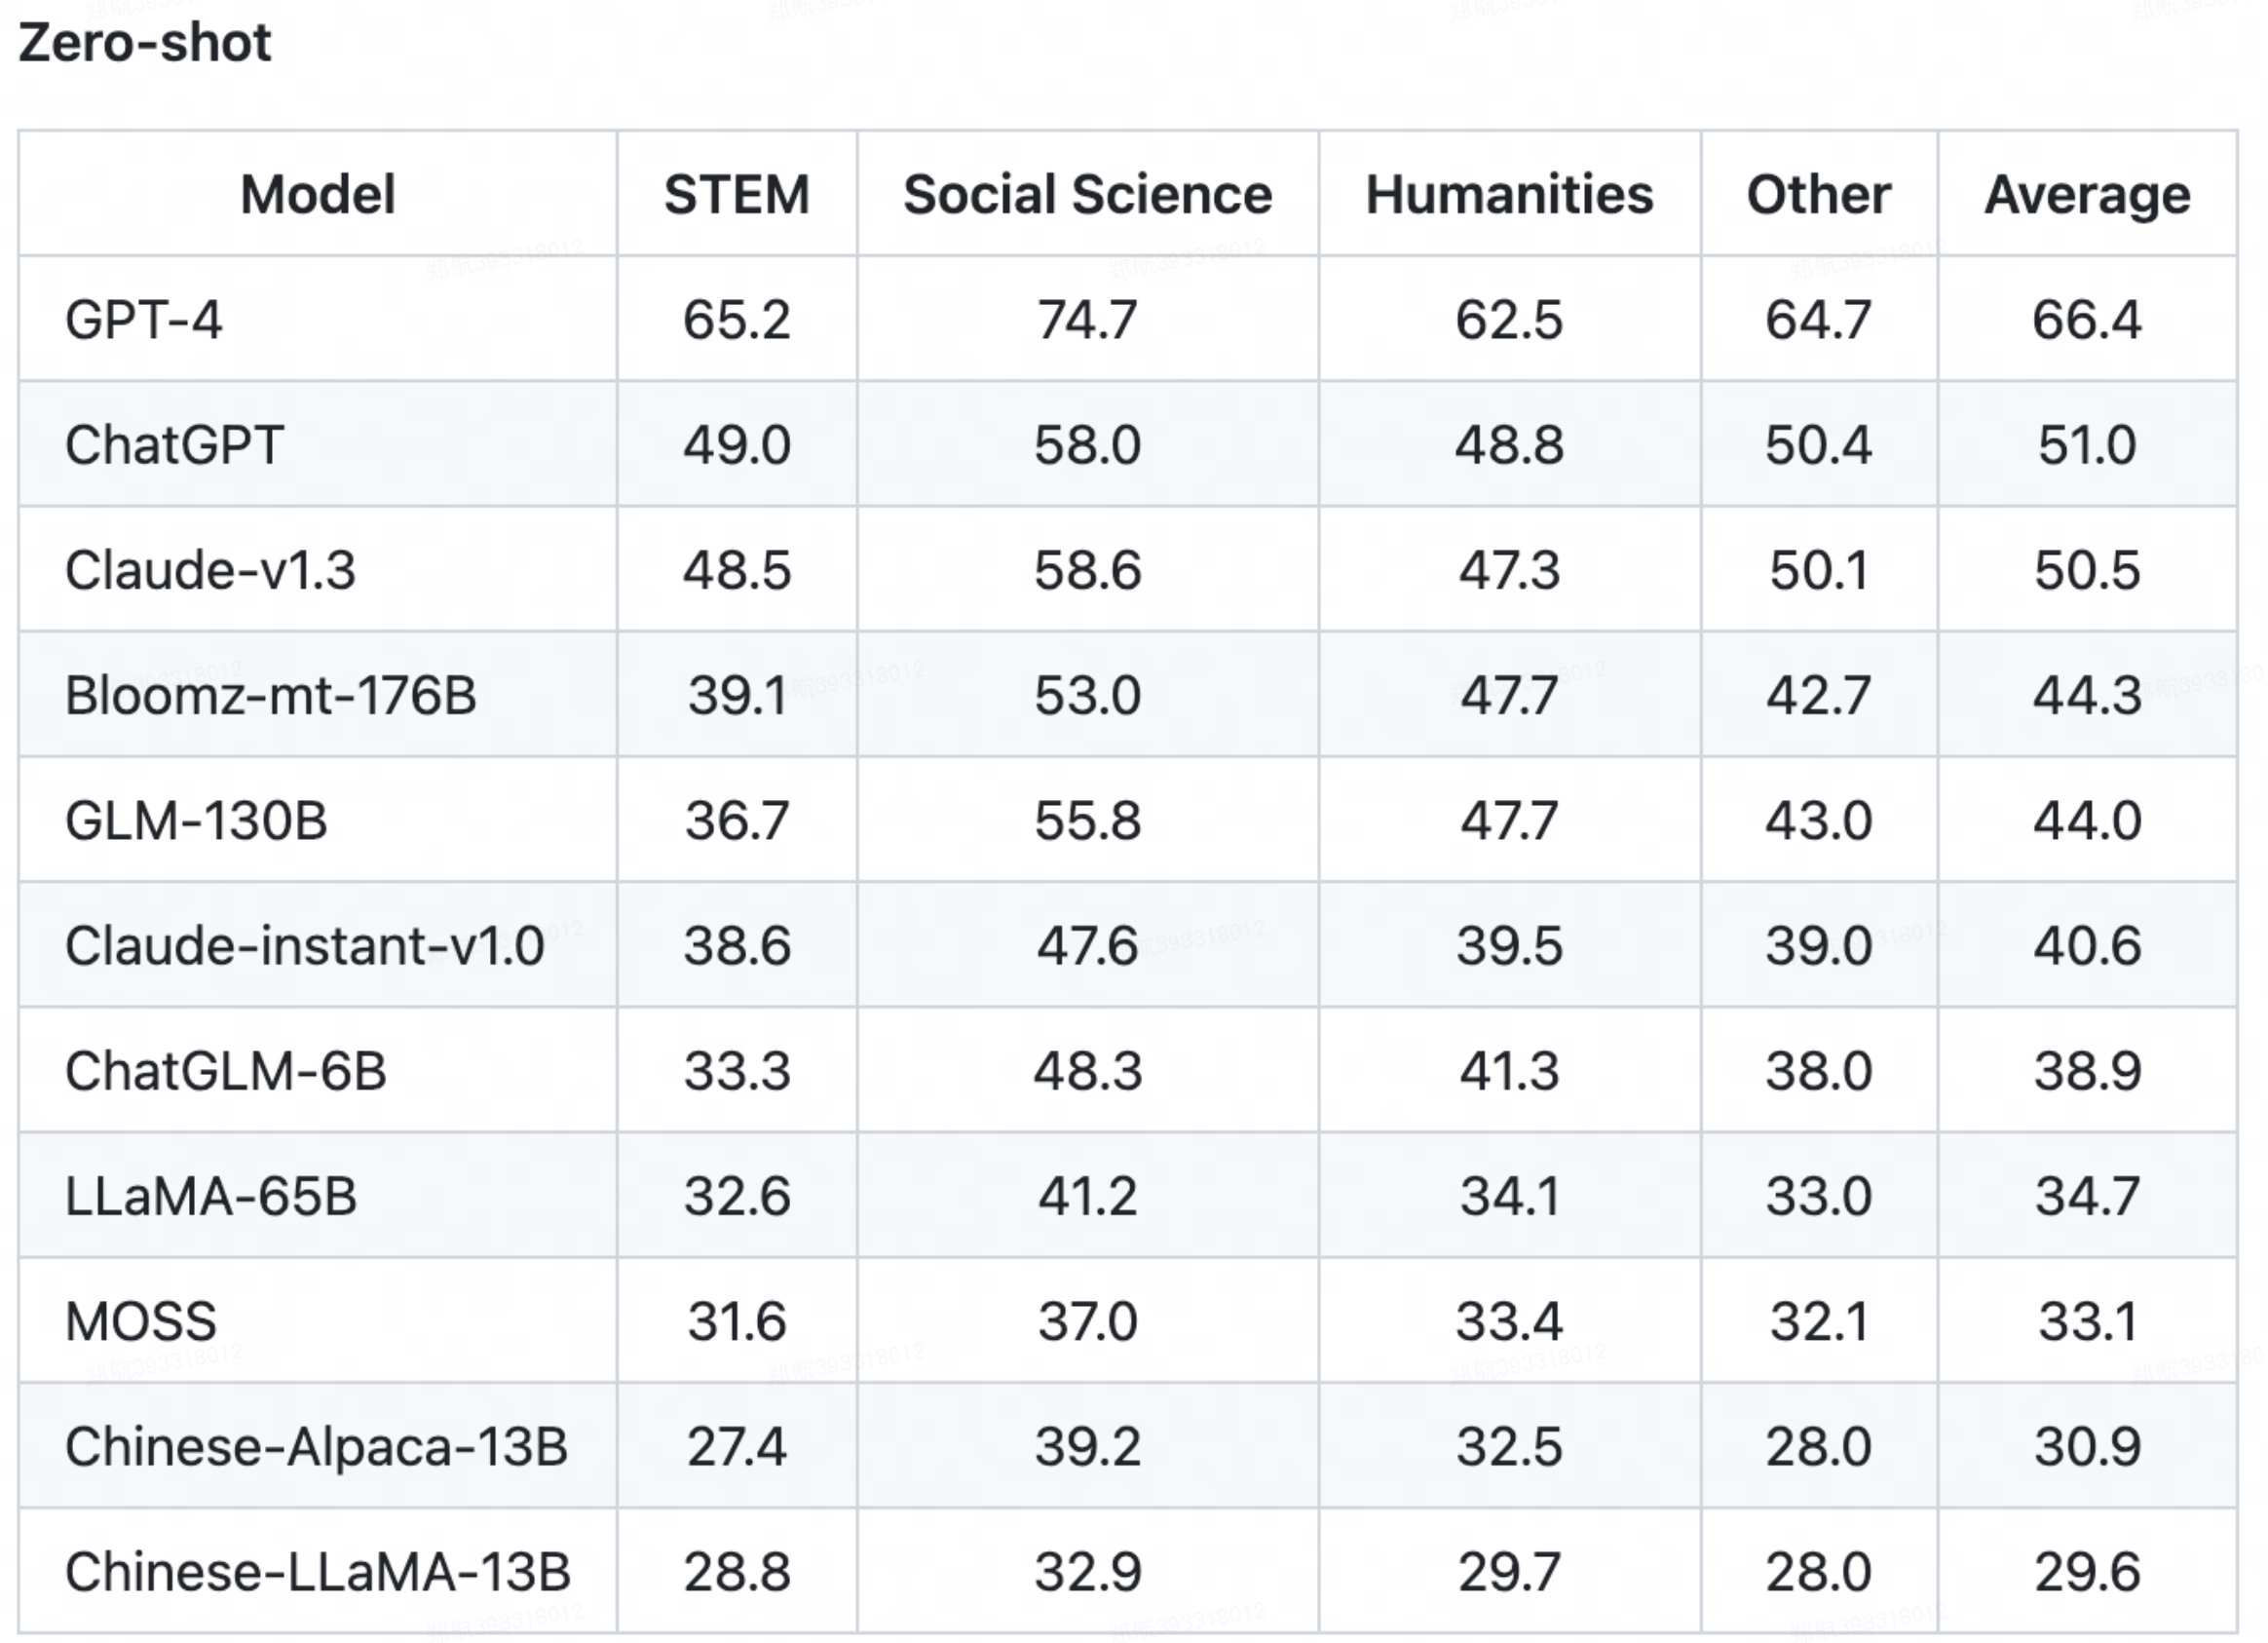 Zero-shot
Model STEM Social Science Humanities Other Average
GPT-4 65.2 74.7 62.5 64.7 66.4
ChatGPT 49.0 58.0 48.8 50.4 51.0
Claude-v1.3 48.5 58.6 47.3 50.1 50.5
Bloomz-mt-176B 39.1 53.0 47.7 42.7 44.3
GLM-130B 36.7 55.8 47.7 43.0 44.0
Claude-instant-v1.0 38.6 47.6 39.5 39.0 40.6
ChatGLM-6B 33.3 48.3 41.3 38.0 38.9
LLaMA-65B 32.6 41.2 34.1 33.0 34.7
MOSS 31.6 37.0 33.4 32.1 33.1
Chinese-Alpaca-13B 27.4 39.2 32.5 28.0 30.9
Chinese-LLaMA-13B 28.8 32.9 29.7 28.0 29.6